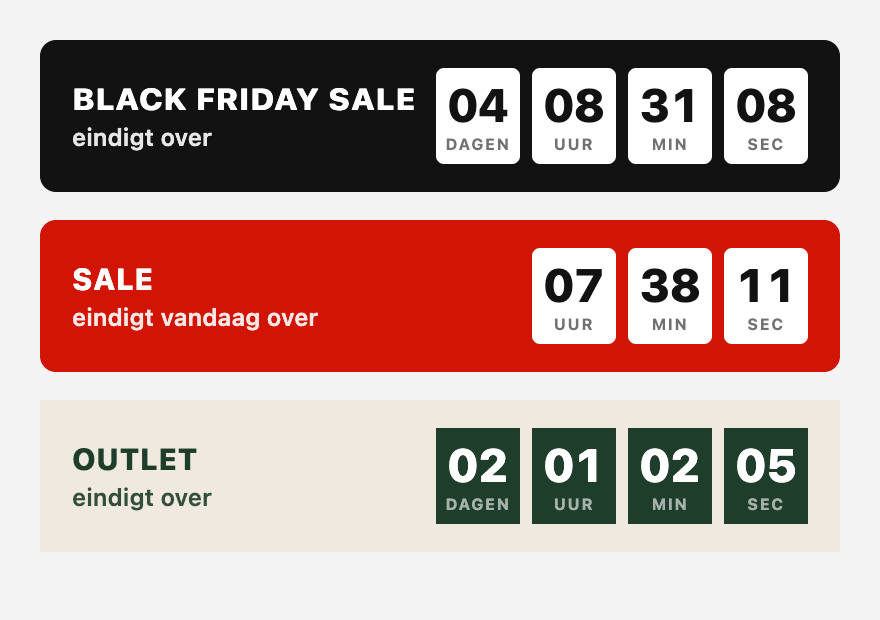 BLACK FRIDAY SALE
eindigt over
04 08 31 08
DAGEN UUR MIN SEC
SALE
eindigt vandaag over
07 38 11
UUR MIN SEC
OUTLET
eindigt over
02 01 02 05
DAGEN UUR MIN SEC